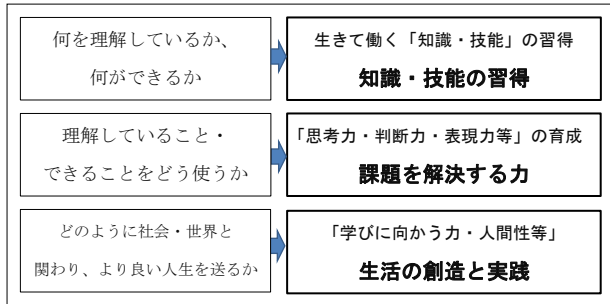 何を理解しているか、
何ができるか
生きて働く「知識・技能」の習得
知識・技能の習得
理解していること・
できることをどう使うか
「思考力・判断力・表現力等」の育成
課題を解決する力
どのように社会・世界と
関わり、より良い人生を送るか
「学びに向かう力・人間性等」
生活の創造と実践